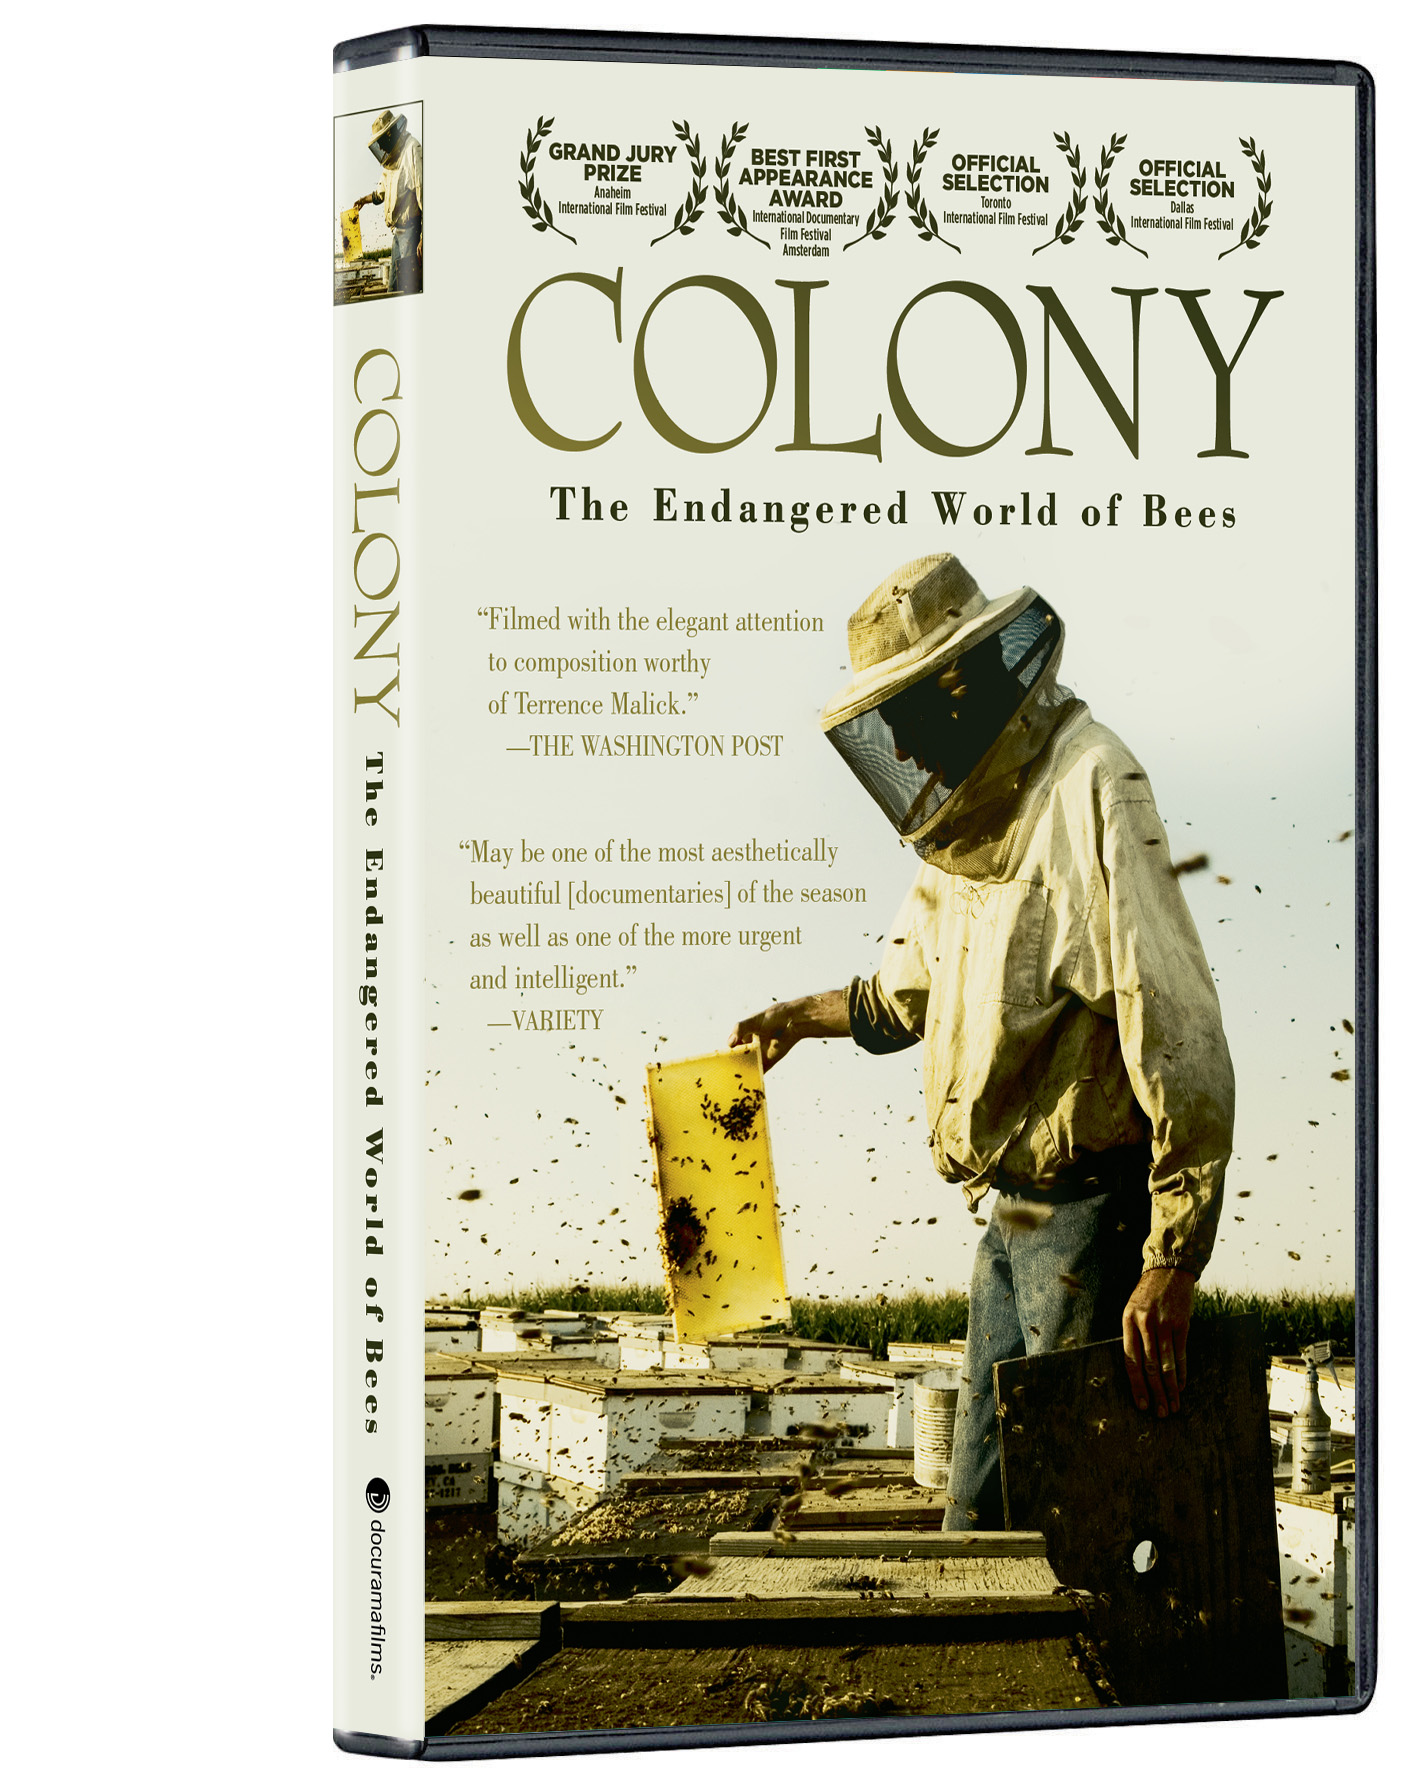 GRAND JURY
PRIZE
Anaheim
International Film Festival
BEST FIRST
APPEARANCE
AWARD
International Documentary
Film Festival
Amsterdam
OFFICIAL
SELECTION
Toronto
International Film Festival
OFFICIAL
SELECTION
Dallas
International Film Festival
COLONY
The Endangered World of Bees
“Filmed with the elegant attention
to composition worthy
of Terrence Malick.”
—THE WASHINGTON POST
“May be one of the most aesthetically
beautiful [documentaries] of the season
as well as one of the more urgent
and intelligent.”
—VARIETY
COLONY The Endangered World of Bees
docuramafilms